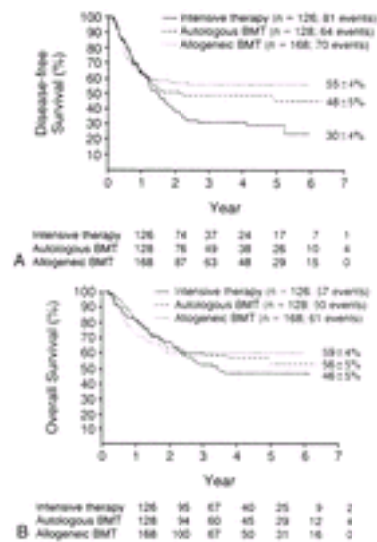 100
90
80
70
60
50
40
30
20
10
Disease-free
Survival (%)
Intensive therapy (n = 126; 81 events)
Autologous BMT (n = 128; 64 events)
Allogeneic BMT (n = 168; 70 events)
55±4%
48±5%
30±4%
0 1 2 3 4 5 6 7
Year
Intensive therapy 126 74 37 24 17 7 1
Autologous BMT 128 76 49 38 26 10 4
A Allogeneic BMT 168 87 63 48 29 15 0
100
90
80
70
60
50
40
30
20
10
Overall Survival (%)
Intensive therapy (n = 126; events)
Autologous BMT (n = 128; events)
Allogeneic BMT (n = 168; 61 events)
59±4%
56±5%
46±5%
0 1 2 3 4 5 6 7
Year
Intensive therapy 126 95 67 40 25 9 2
Autologous BMT 128 94 60 45 29 12 4
B Allogeneic BMT 168 100 67 50 31 16 0